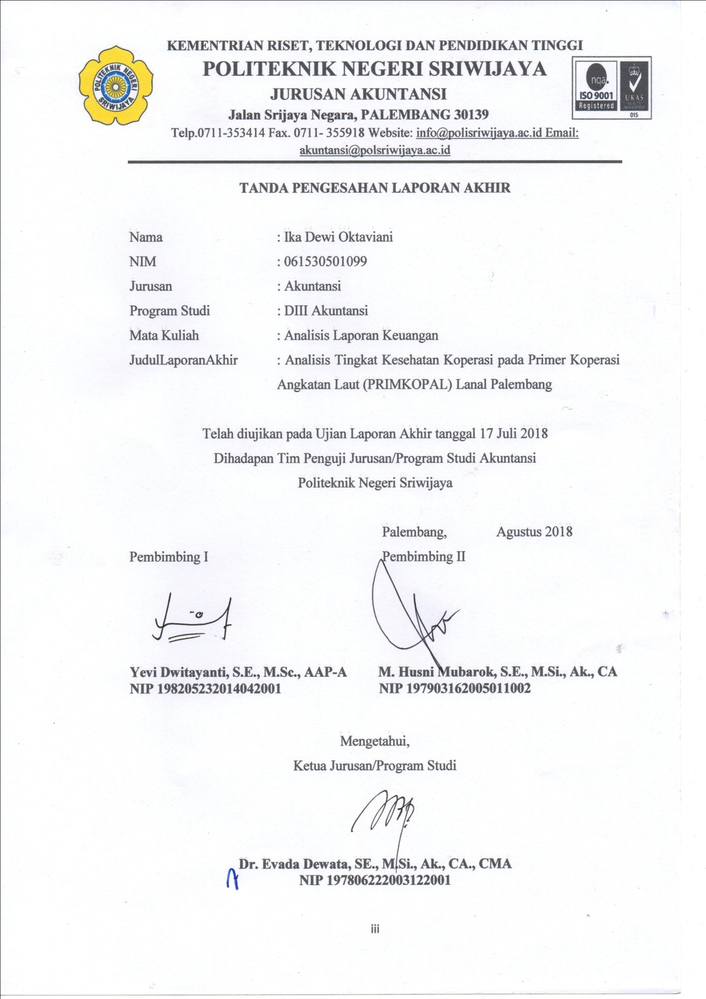 KEMENTRIAN RISET, TEKNOLOGI DAN PENDIDIKAN TINGGI
POLITEKNIK NEGERI SRIWIJAYA
JURUSAN AKUNTANSI
Jalan Srijaya Negara, PALEMBANG 30139
Telp.0711-353414 Fax. 0711- 355918 Website: info@polisriwijaya.ac.id Email:
akuntansi@polsriwijaya.ac.id
POLITEKNIK NEGERI
SRIWIJAYA
nqa.
ISO 9001
Registered
UKAS
QUALITY
MANAGEMENT
015
TANDA PENGESAHAN LAPORAN AKHIR
Nama : Ika Dewi Oktaviani
NIM : 061530501099
Jurusan : Akuntansi
Program Studi : DIII Akuntansi
Mata Kuliah : Analisis Laporan Keuangan
JudulLaporanAkhir : Analisis Tingkat Kesehatan Koperasi pada Primer Koperasi
Angkatan Laut (PRIMKOPAL) Lanal Palembang
Telah diujikan pada Ujian Laporan Akhir tanggal 17 Juli 2018
Dihadapan Tim Penguji Jurusan/Program Studi Akuntansi
Politeknik Negeri Sriwijaya
Palembang, Agustus 2018
Pembimbing I Pembimbing II
Yevi Dwitayanti, S.E., M.Sc., AAP-A M. Husni Mubarok, S.E., M.Si., Ak., CA
NIP 198205232014042001 NIP 197903162005011002
Mengetahui,
Ketua Jurusan/Program Studi
Dr. Evada Dewata, SE., M.Si., Ak., CA., CMA
NIP 197806222003122001
iii